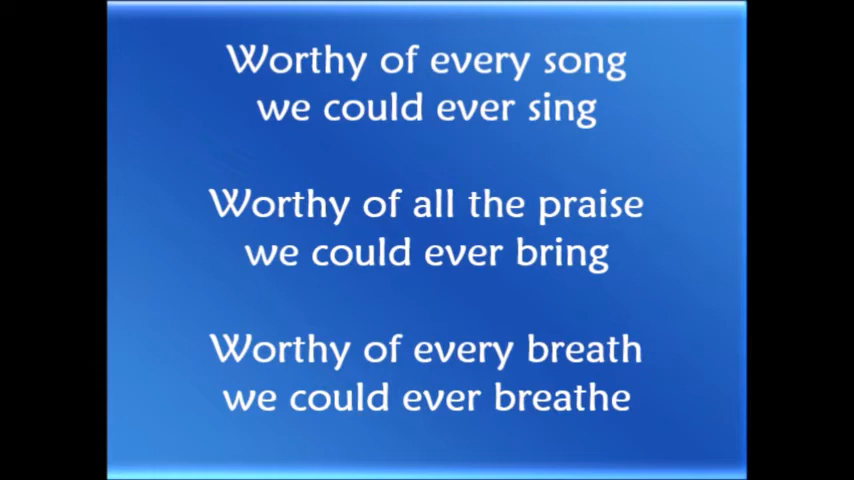 Worthy of every song
we could ever sing
Worthy of all the praise
we could ever bring
Worthy of every breath
we could ever breathe